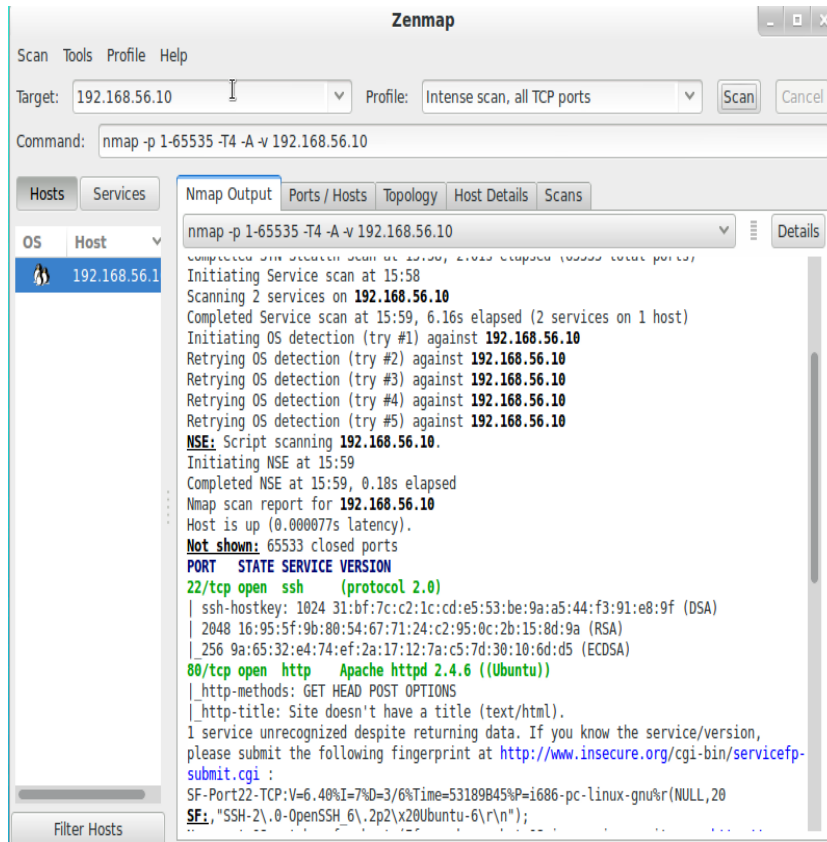 Zenmap
Scan Tools Profile Help
Target: 192.168.56.10 Profile: Intense scan, all TCP ports Scan Cancel
Command: nmap -p 1-65535 -T4 -A -v 192.168.56.10
Hosts Services
Nmap Output Ports / Hosts Topology Host Details Scans
OS Host
192.168.56.1
nmap -p 1-65535 -T4 -A -v 192.168.56.10 Details
Completed SYN Stealth Scan at 15:58, 2.01s elapsed (65535 total ports)
Initiating Service scan at 15:58
Scanning 2 services on 192.168.56.10
Completed Service scan at 15:59, 6.16s elapsed (2 services on 1 host)
Initiating OS detection (try #1) against 192.168.56.10
Retrying OS detection (try #2) against 192.168.56.10
Retrying OS detection (try #3) against 192.168.56.10
Retrying OS detection (try #4) against 192.168.56.10
Retrying OS detection (try #5) against 192.168.56.10
NSE: Script scanning 192.168.56.10.
Initiating NSE at 15:59
Completed NSE at 15:59, 0.18s elapsed
Nmap scan report for 192.168.56.10
Host is up (0.000077s latency).
Not shown: 65533 closed ports
PORT STATE SERVICE VERSION
22/tcp open ssh (protocol 2.0)
| ssh-hostkey: 1024 31:bf:7c:c2:1c:cd:e5:53:be:9a:a5:44:f3:91:e8:9f (DSA)
| 2048 16:95:5f:9b:80:54:67:71:24:c2:95:0c:2b:15:8d:9a (RSA)
|_256 9a:65:32:e4:74:ef:2a:17:12:7a:c5:7d:30:10:6d:d5 (ECDSA)
80/tcp open http Apache httpd 2.4.6 ((Ubuntu))
|_http-methods: GET HEAD POST OPTIONS
|_http-title: Site doesn't have a title (text/html).
1 service unrecognized despite returning data. If you know the service/version,
please submit the following fingerprint at http://www.insecure.org/cgi-bin/servicefp-
submit.cgi :
SF-Port22-TCP:V=6.40%I=7%D=3/6%Time=53189B45%P=i686-pc-linux-gnu%r(NULL,20
SF:,"SSH-2\.0-OpenSSH_6\.2p2\x20Ubuntu-6\r\n");
Filter Hosts